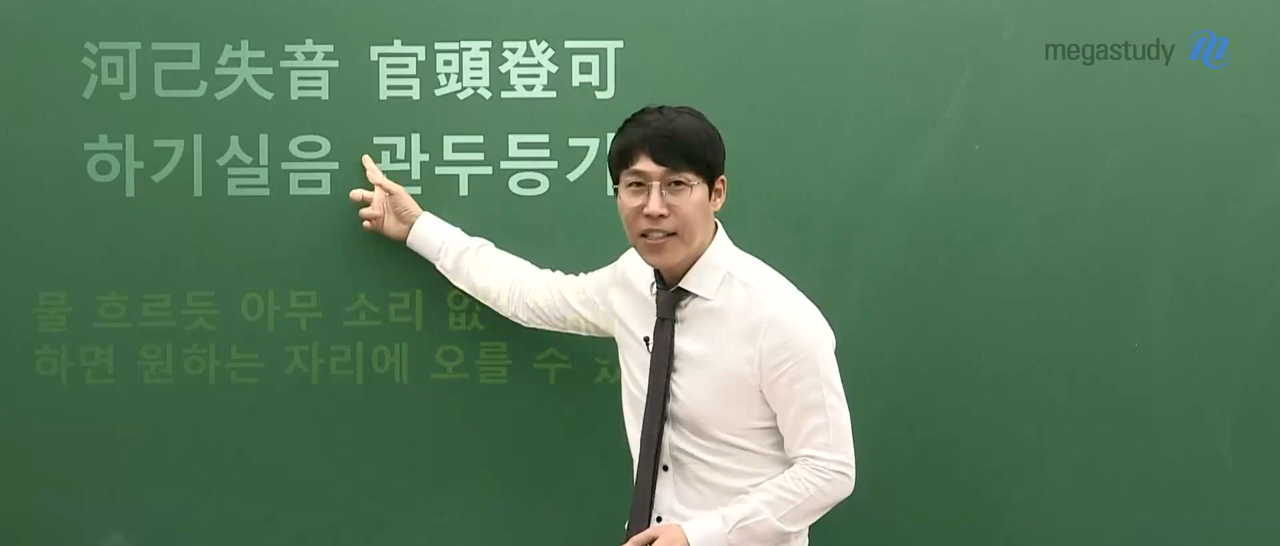 megastudy
河己失音 官頭登可
하기실음 관두등가
물 흐르듯 아무 소리
하면 원하는 자리에 오를 수